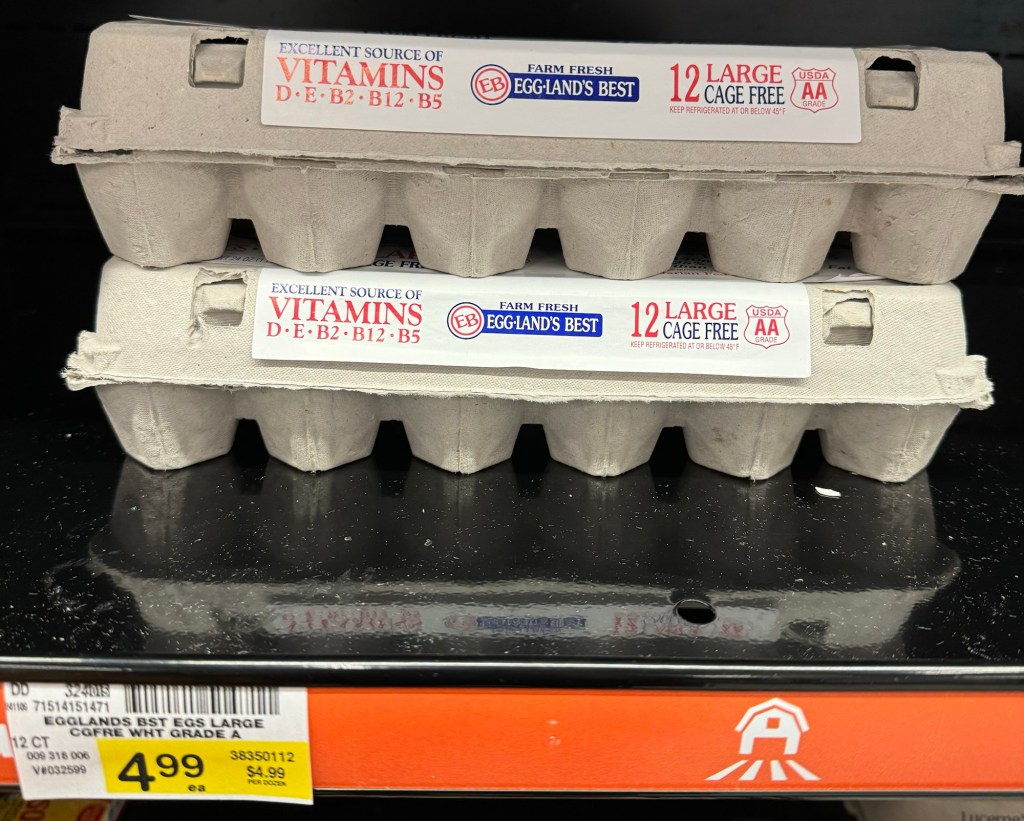 EXCELLENT SOURCE OF
VITAMINS
D·E·B2·B12·B5
EB
FARM FRESH
EGG·LAND'S BEST
12 LARGE
CAGE FREE
KEEP REFRIGERATED AT OR BELOW 45°F
USDA
AA
GRADE
EXCELLENT SOURCE OF
VITAMINS
D·E·B2·B12·B5
EB
FARM FRESH
EGG·LAND'S BEST
12 LARGE
CAGE FREE
KEEP REFRIGERATED AT OR BELOW 45°F
USDA
AA
GRADE
DD
71514151471
EGGLANDS BST EGS LARGE
CGFRE WHT GRADE A
12 CT
009 316 006
V#032599
4.99
ea
38350112
$4.99
PER DOZEN
Lucerne